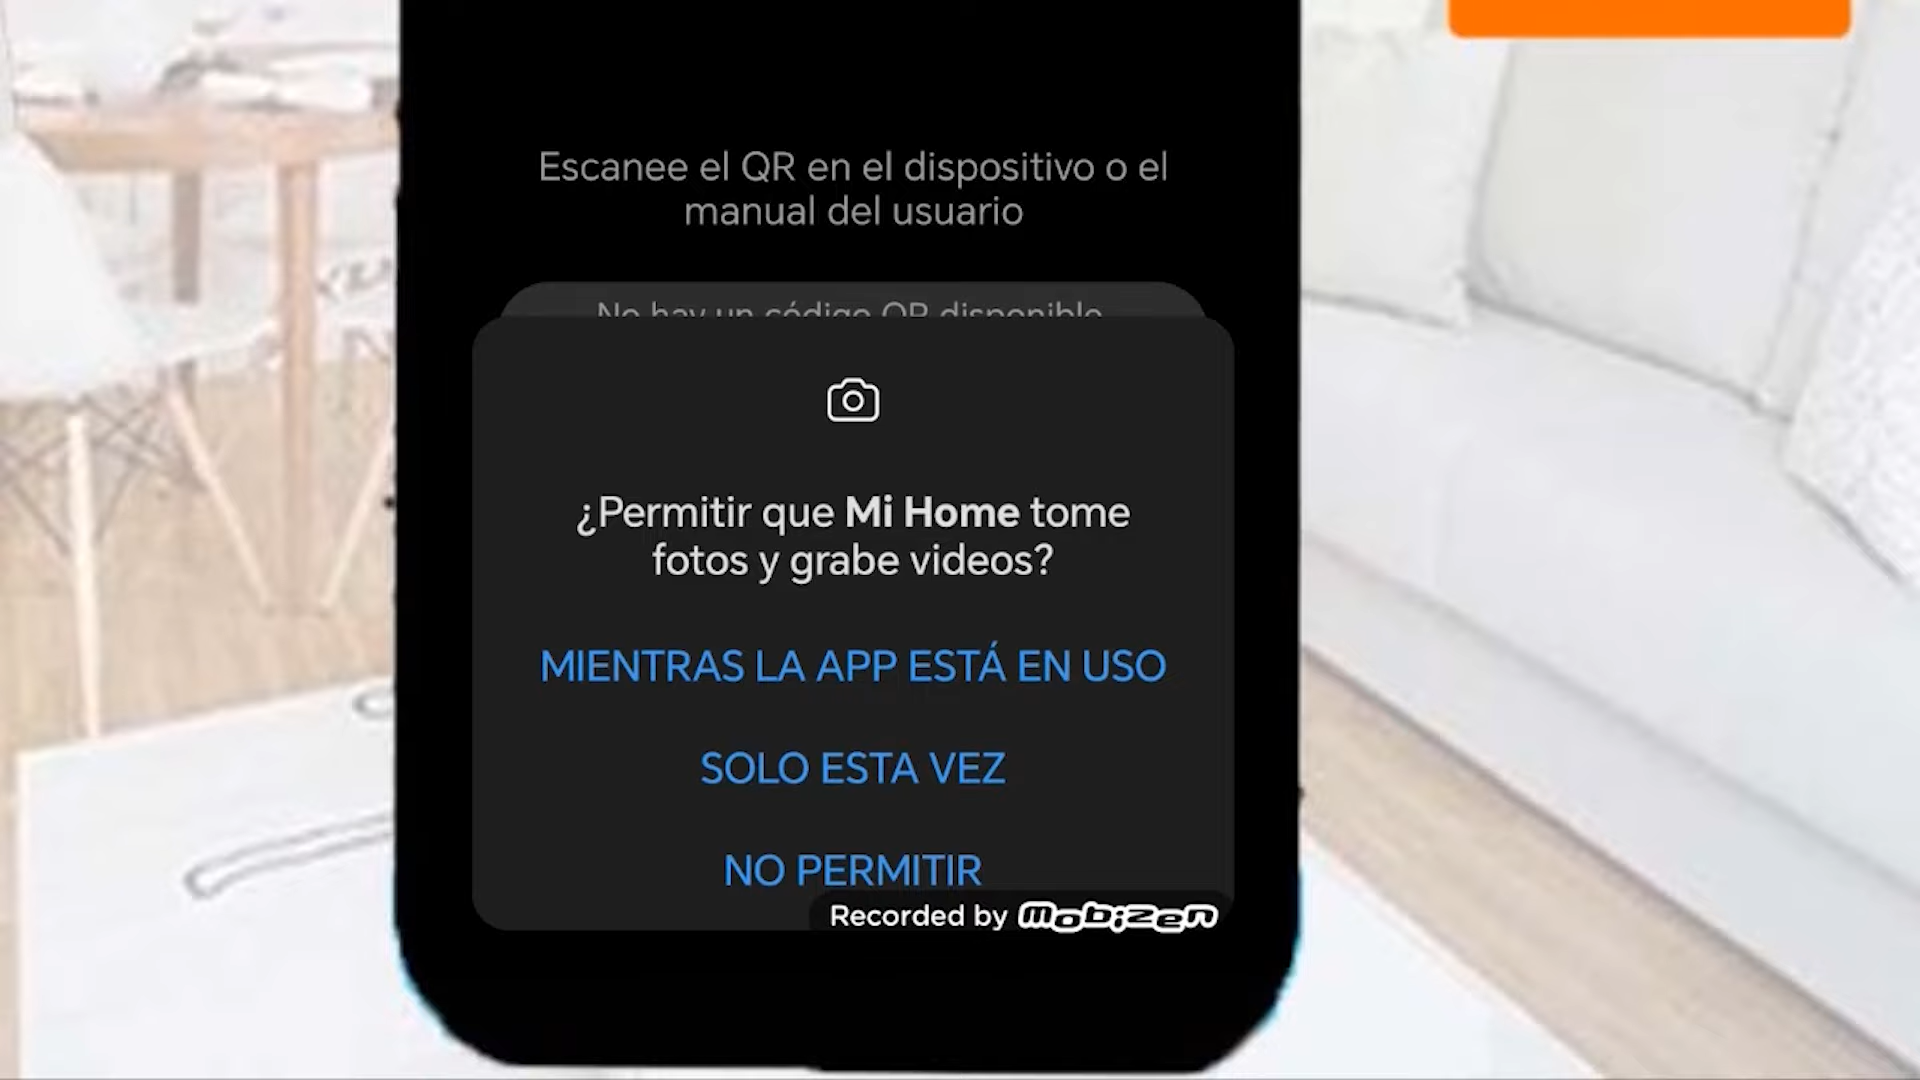 Escanee el QR en el dispositivo o el
manual del usuario
No hay un código QR disponible
¿Permitir que Mi Home tome
fotos y grabe videos?
MIENTRAS LA APP ESTÁ EN USO
SOLO ESTA VEZ
NO PERMITIR
Recorded by mobizen